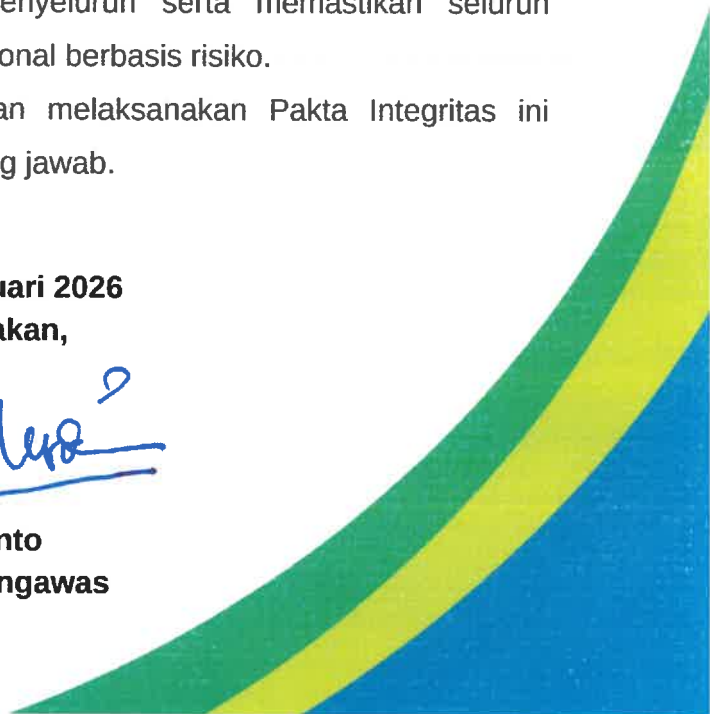 enyeluruh serta memastikan seluruh
onal berbasis risiko.
an melaksanakan Pakta Integritas ini
g jawab.
uari 2026
akan,
nto
ngawas